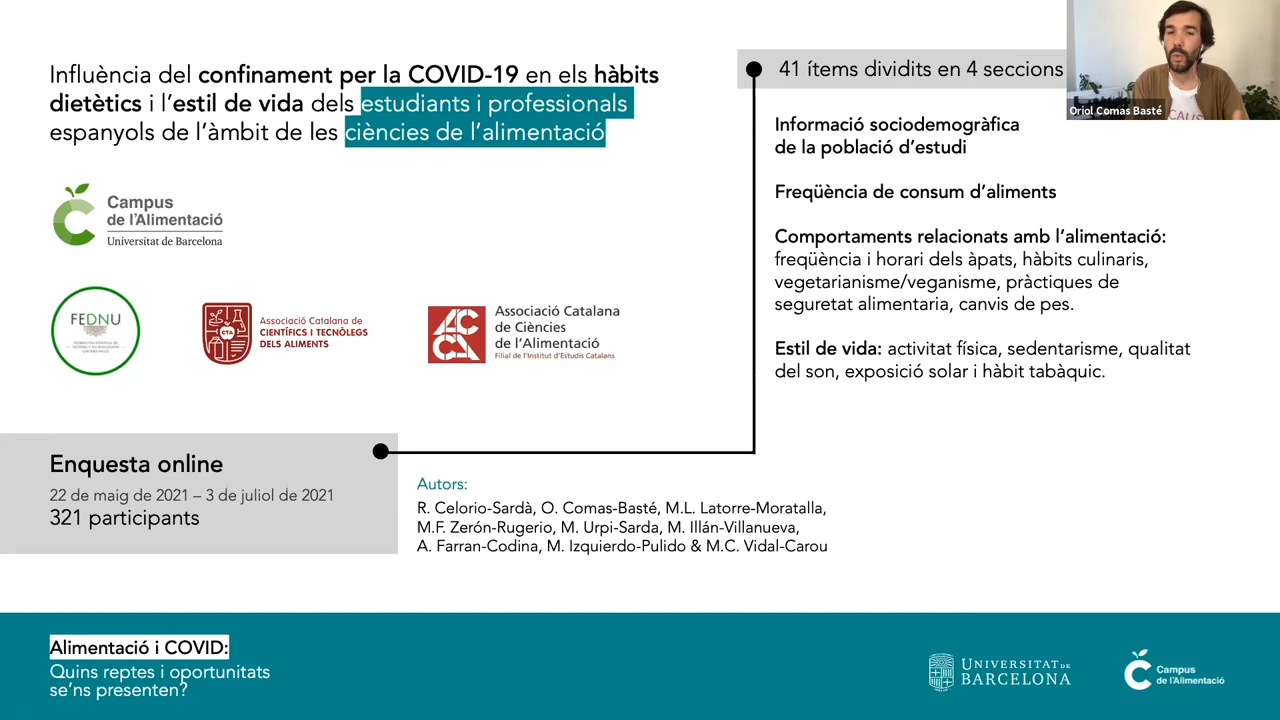 Influència del confinament per la COVID-19 en els hàbits
dietètics i l'estil de vida dels estudiants i professionals
espanyols de l'àmbit de les ciències de l'alimentació
Campus
de l'Alimentació
Universitat de Barcelona
FEDNU
CTA
Associació Catalana de
CIENTÍFICS I TECNÒLEGS
DELS ALIMENTS
ACCA
Associació Catalana
de Ciències
de l'Alimentació
Filial de l'Institut d'Estudis Catalans
Enquesta online
22 de maig de 2021 – 3 de juliol de 2021
321 participants
41 ítems dividits en 4 seccions
Oriol Comas Basté
CAUS
Informació sociodemogràfica
de la població d'estudi
Freqüència de consum d'aliments
Comportaments relacionats amb l'alimentació:
freqüència i horari dels àpats, hàbits culinaris,
vegetarianisme/veganisme, pràctiques de
seguretat alimentaria, canvis de pes.
Estil de vida: activitat física, sedentarisme, qualitat
del son, exposició solar i hàbit tabàquic.
Autors:
R. Celorio-Sardà, O. Comas-Basté, M.L. Latorre-Moratalla,
M.F. Zerón-Rugerio, M. Urpi-Sarda, M. Illán-Villanueva,
A. Farran-Codina, M. Izquierdo-Pulido & M.C. Vidal-Carou
Alimentació i COVID:
Quins reptes i oportunitats
se'ns presenten?
UNIVERSITAT DE
BARCELONA
Campus
de l'Alimentació